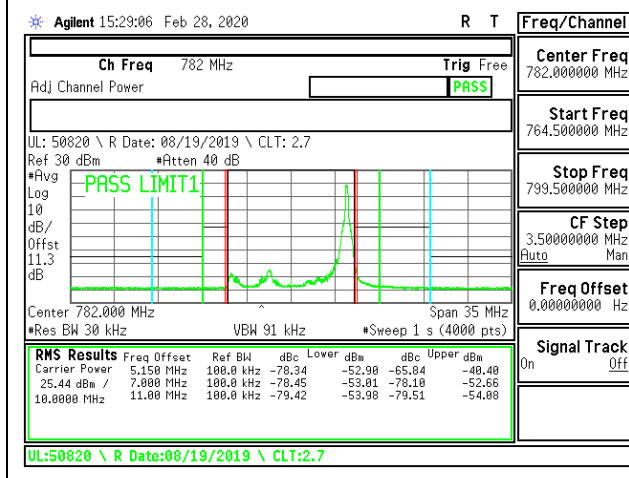 Agilent 15:29:06 Feb 28, 2020 R T
Freq/Channel
Ch Freq 782 MHz Trig Free
Adj Channel Power PASS
Center Freq
782.000000 MHz
Start Freq
764.500000 MHz
Stop Freq
799.500000 MHz
CF Step
3.50000000 MHz
Auto Man
Freq Offset
0.00000000 Hz
Signal Track
On Off
UL: 50820 \ R Date: 08/19/2019 \ CLT: 2.7
Ref 30 dBm #Atten 40 dB
#Avg
Log
10
dB/
Offst
11.3
dB
PASS LIMIT1
Center 782.000 MHz ^ Span 35 MHz
#Res BW 30 kHz VBW 91 kHz #Sweep 1 s (4000 pts)
RMS Results Freq Offset Ref BW dBc Lower dBm dBc Upper dBm
Carrier Power 5.150 MHz 100.0 kHz -78.34 -52.90 -65.84 -40.40
25.44 dBm / 7.000 MHz 100.0 kHz -78.45 -53.01 -78.10 -52.66
10.0000 MHz 11.00 MHz 100.0 kHz -79.42 -53.98 -79.51 -54.08
UL:50820 \ R Date:08/19/2019 \ CLT:2.7